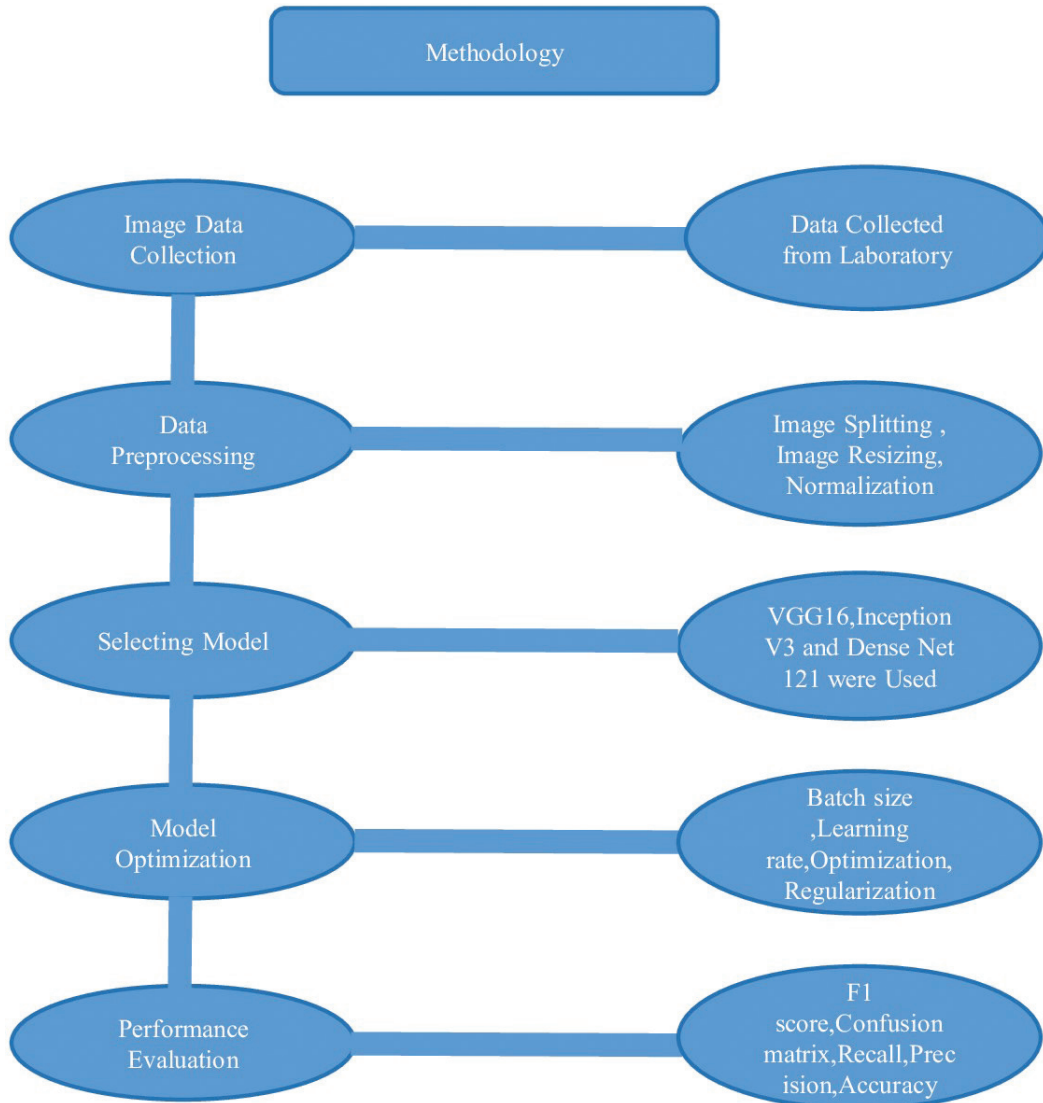 Methodology
Image Data
Collection
Data Collected
from Laboratory
Data
Preprocessing
Image Splitting ,
Image Resizing,
Normalization
Selecting Model
VGG16,Inception
V3 and Dense Net
121 were Used
Model
Optimization
Batch size
,Learning
rate,Optimization,
Regularization
Performance
Evaluation
F1
score,Confusion
matrix,Recall,Prec
ision,Accuracy